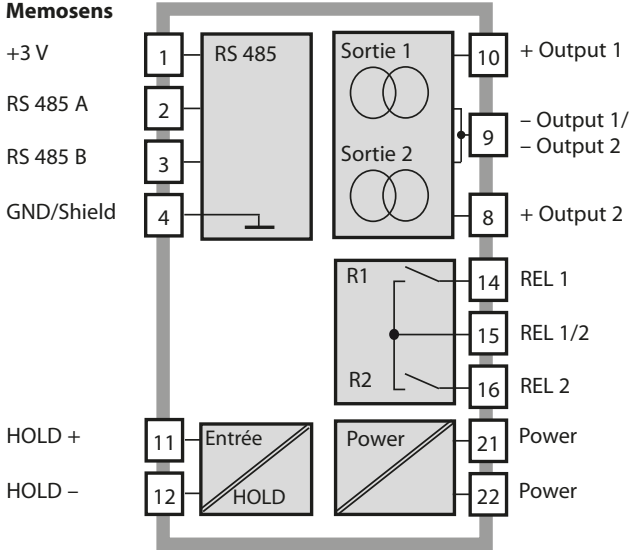 Memosens
+3 V
1
RS 485
Sortie 1
10
+ Output 1
RS 485 A
2
– Output 1/
9
– Output 2
RS 485 B
3
Sortie 2
GND/Shield
4
8
+ Output 2
R1
14
REL 1
15
REL 1/2
R2
16
REL 2
HOLD +
11
Entrée
Power
21
Power
HOLD –
12
HOLD
22
Power